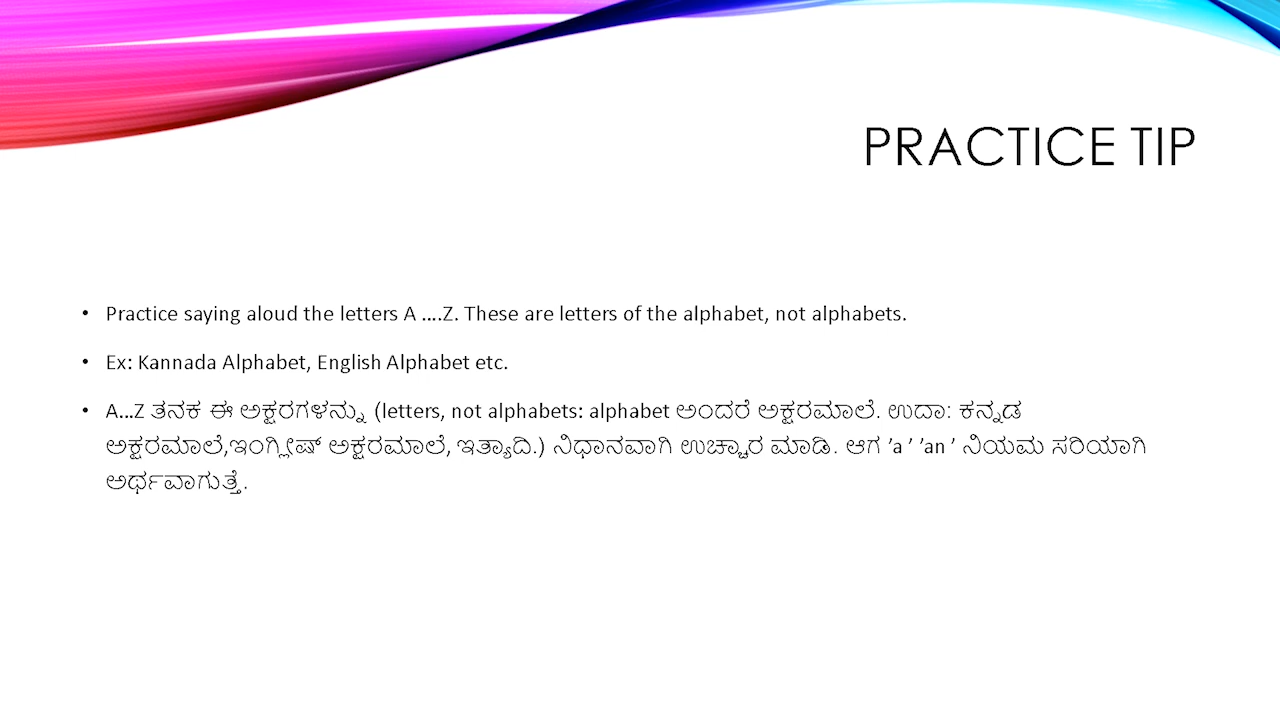 PRACTICE TIP
• Practice saying aloud the letters A ....Z. These are letters of the alphabet, not alphabets.
• Ex: Kannada Alphabet, English Alphabet etc.
• A...Z ತನಕ ಈ ಅಕ್ಷರಗಳನ್ನು (letters, not alphabets: alphabet ಅಂದರೆ ಅಕ್ಷರಮಾಲೆ. ಉದಾ: ಕನ್ನಡ
ಅಕ್ಷರಮಾಲೆ,ಇಂಗ್ಲೀಷ್ ಅಕ್ಷರಮಾಲೆ, ಇತ್ಯಾದಿ.) ನಿಧಾನವಾಗಿ ಉಚ್ಚಾರ ಮಾಡಿ. ಆಗ 'a ' 'an ' ನಿಯಮ ಸರಿಯಾಗಿ
ಅರ್ಥವಾಗುತ್ತೆ.